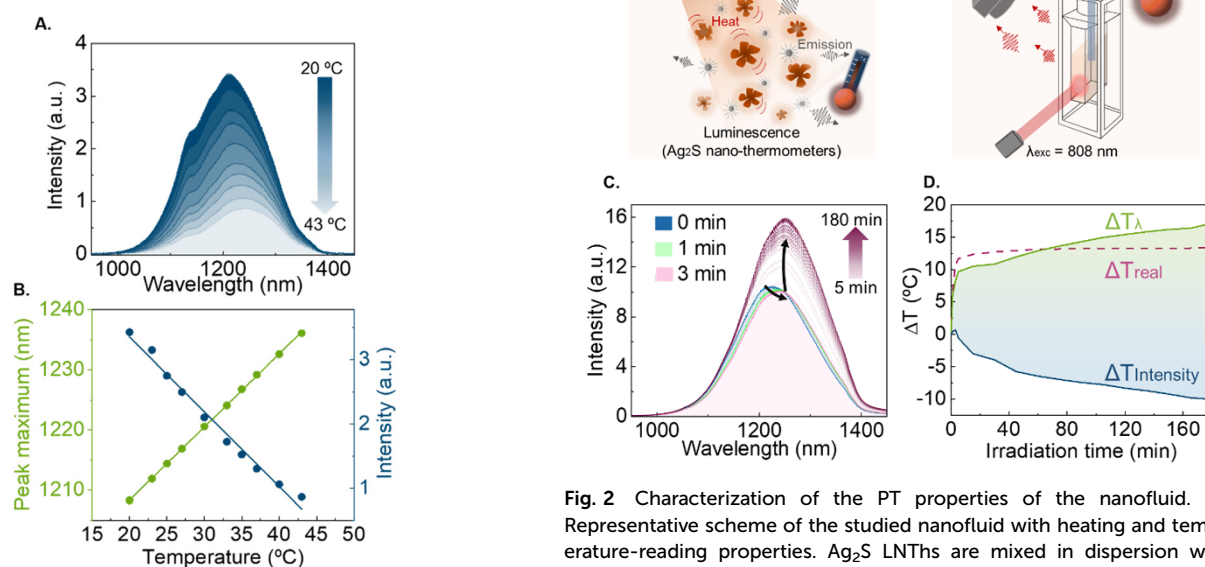 A.
4
3
2
1
0
Intensity (a.u.)
20 ºC
43 ºC
1000 1200 1400
Wavelength (nm)
B.
1240
1230
1220
1210
Peak maximum (nm)
3
2
1
Intensity (a.u.)
15 20 25 30 35 40 45 50
Temperature (ºC)
Heat
Emission
Luminescence
(Ag2S nano-thermometers)
λexc = 808 nm
C.
16
12
8
4
0
Intensity (a.u.)
0 min
1 min
3 min
180 min
5 min
1000 1200 1400
Wavelength (nm)
D.
20
15
10
5
0
-5
-10
ΔT (ºC)
ΔTλ
ΔTreal
ΔTIntensity
0 40 80 120 160
Irradiation time (min)
Fig. 2 Characterization of the PT properties of the nanofluid.
Representative scheme of the studied nanofluid with heating and tem-
erature-reading properties. Ag2S LNThs are mixed in dispersion w